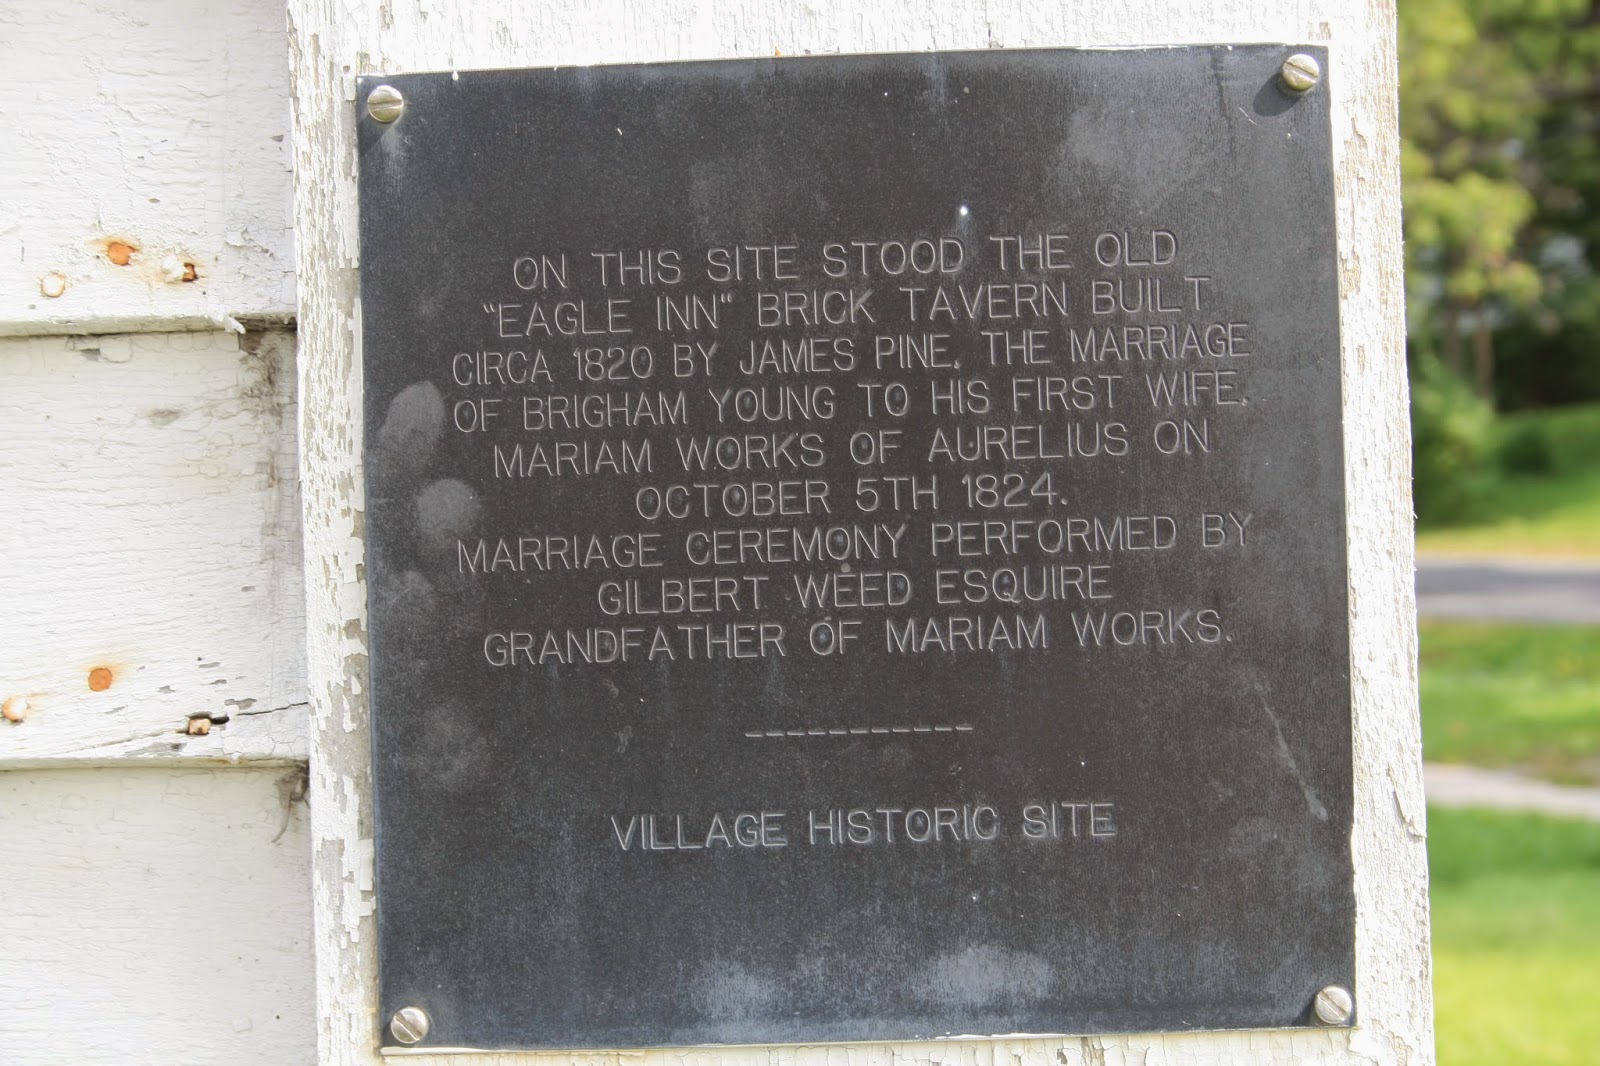 ON THIS SITE STOOD THE OLD
"EAGLE INN" BRICK TAVERN BUILT
CIRCA 1820 BY JAMES PINE. THE MARRIAGE
OF BRIGHAM YOUNG TO HIS FIRST WIFE.
MARIAM WORKS OF AURELIUS ON
OCTOBER 5TH 1824.
MARRIAGE CEREMONY PERFORMED BY
GILBERT WEED ESQUIRE
GRANDFATHER OF MARIAM WORKS.
VILLAGE HISTORIC SITE